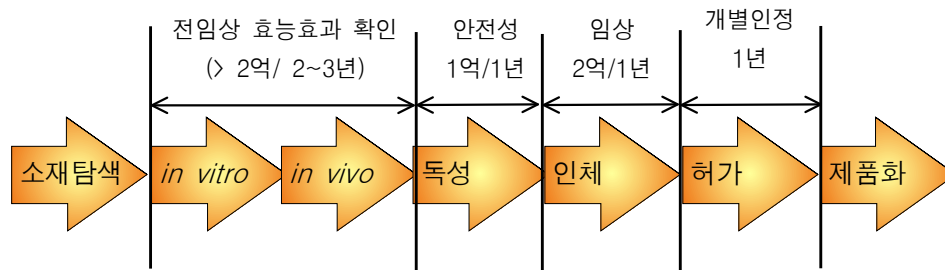 전임상 효능효과 확인
(> 2억/ 2~3년)
안전성
1억/1년
임상
2억/1년
개별인정
1년
소재탐색
in vitro
in vivo
독성
인체
허가
제품화